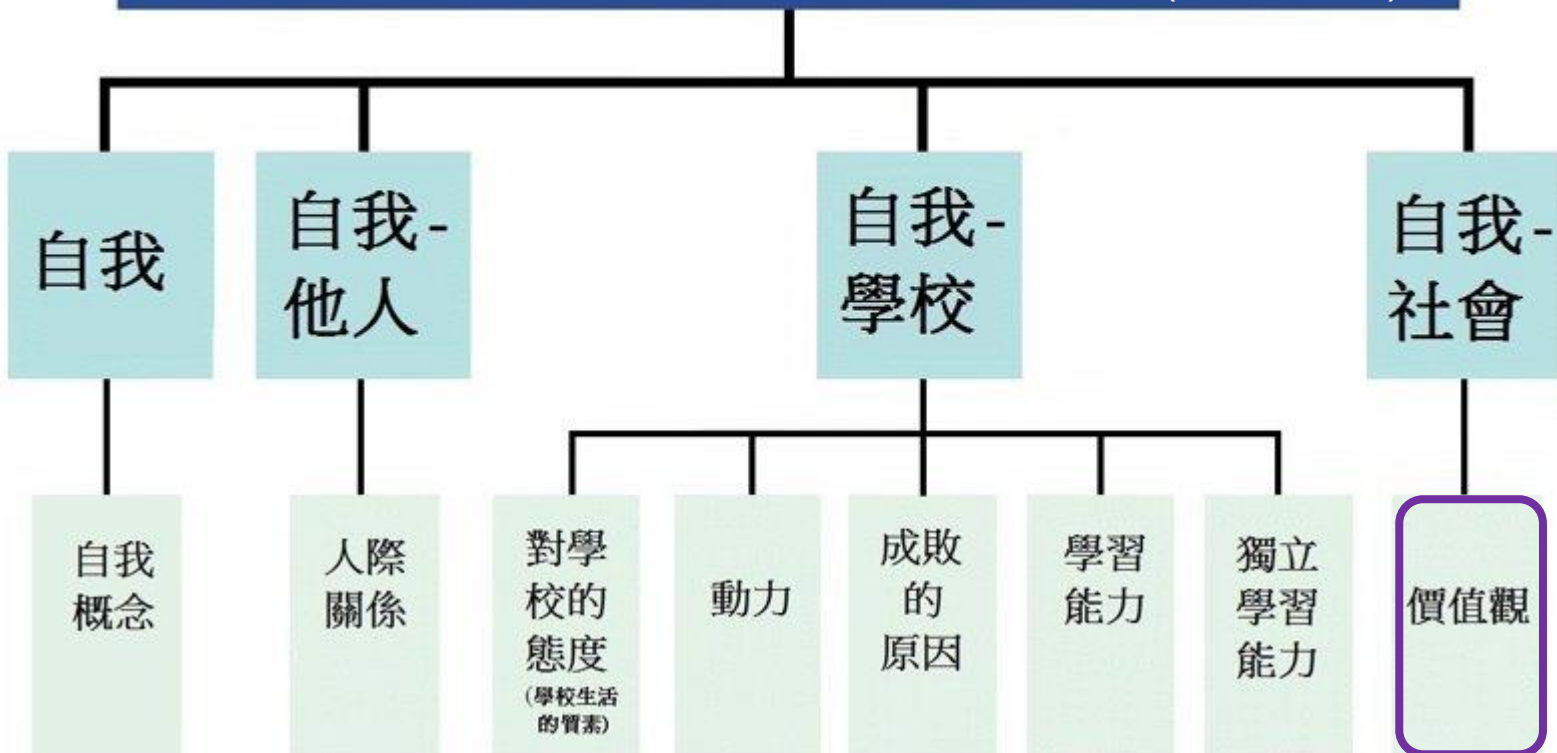 自我
自我-
他人
自我-
學校
自我-
社會
自我
概念
人際
關係
對學
校的
態度
(學校生活
的質素)
動力
成敗
的
原因
學習
能力
獨立
學習
能力
價值觀